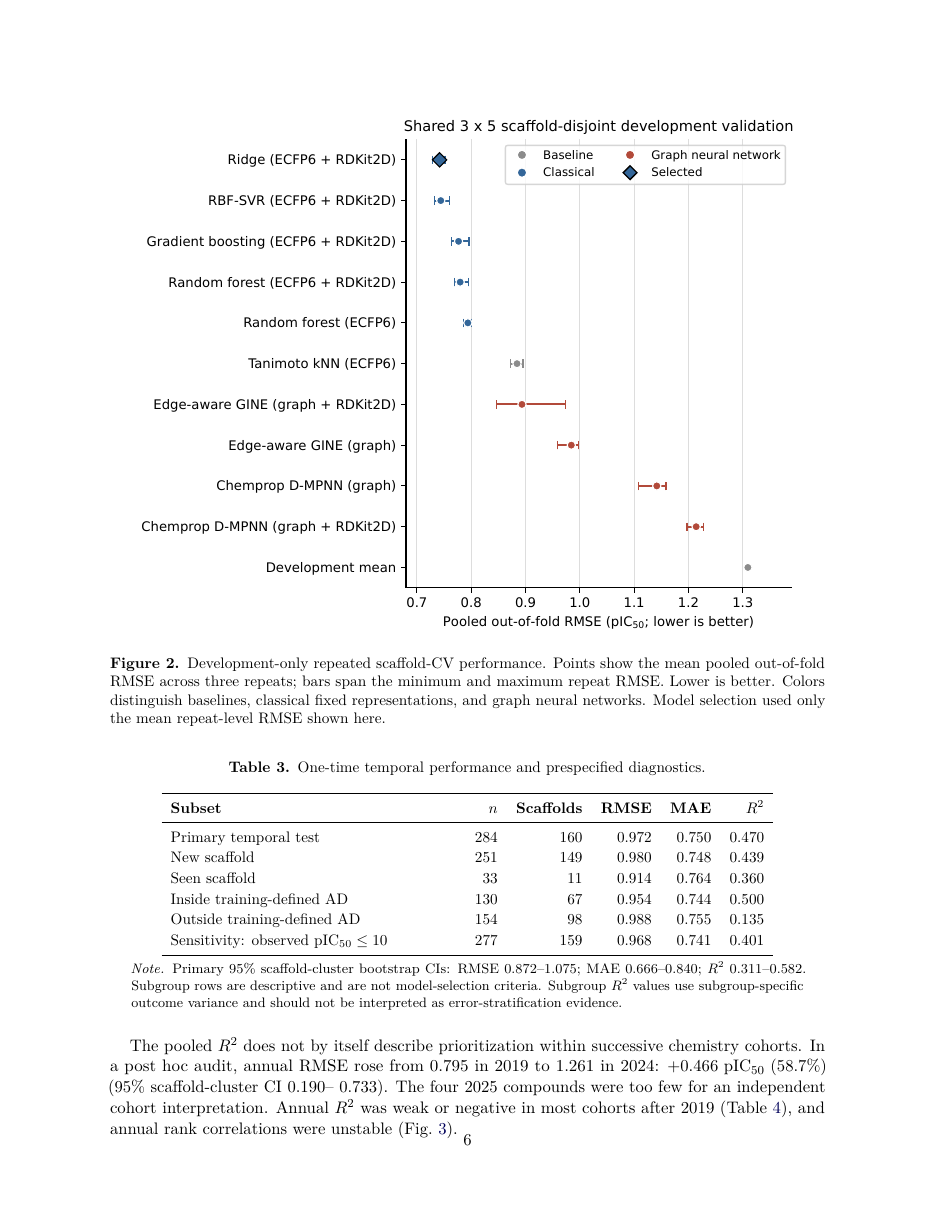 Shared 3 x 5 scaffold-disjoint development validation
Baseline
Classical
Graph neural network
Selected
Ridge (ECFP6 + RDKit2D)
RBF-SVR (ECFP6 + RDKit2D)
Gradient boosting (ECFP6 + RDKit2D)
Random forest (ECFP6 + RDKit2D)
Random forest (ECFP6)
Tanimoto kNN (ECFP6)
Edge-aware GINE (graph + RDKit2D)
Edge-aware GINE (graph)
Chemprop D-MPNN (graph)
Chemprop D-MPNN (graph + RDKit2D)
Development mean
0.7 0.8 0.9 1.0 1.1 1.2 1.3
Pooled out-of-fold RMSE (pIC₅₀; lower is better)
Figure 2. Development-only repeated scaffold-CV performance. Points show the mean pooled out-of-fold
RMSE across three repeats; bars span the minimum and maximum repeat RMSE. Lower is better. Colors
distinguish baselines, classical fixed representations, and graph neural networks. Model selection used only
the mean repeat-level RMSE shown here.
Table 3. One-time temporal performance and prespecified diagnostics.
Subset n Scaffolds RMSE MAE R²
Primary temporal test 284 160 0.972 0.750 0.470
New scaffold 251 149 0.980 0.748 0.439
Seen scaffold 33 11 0.914 0.764 0.360
Inside training-defined AD 130 67 0.954 0.744 0.500
Outside training-defined AD 154 98 0.988 0.755 0.135
Sensitivity: observed pIC₅₀ ≤ 10 277 159 0.968 0.741 0.401
Note. Primary 95% scaffold-cluster bootstrap CIs: RMSE 0.872–1.075; MAE 0.666–0.840; R² 0.311–0.582.
Subgroup rows are descriptive and are not model-selection criteria. Subgroup R² values use subgroup-specific
outcome variance and should not be interpreted as error-stratification evidence.
The pooled R² does not by itself describe prioritization within successive chemistry cohorts. In
a post hoc audit, annual RMSE rose from 0.795 in 2019 to 1.261 in 2024: +0.466 pIC₅₀ (58.7%)
(95% scaffold-cluster CI 0.190– 0.733). The four 2025 compounds were too few for an independent
cohort interpretation. Annual R² was weak or negative in most cohorts after 2019 (Table 4), and
annual rank correlations were unstable (Fig. 3).
6